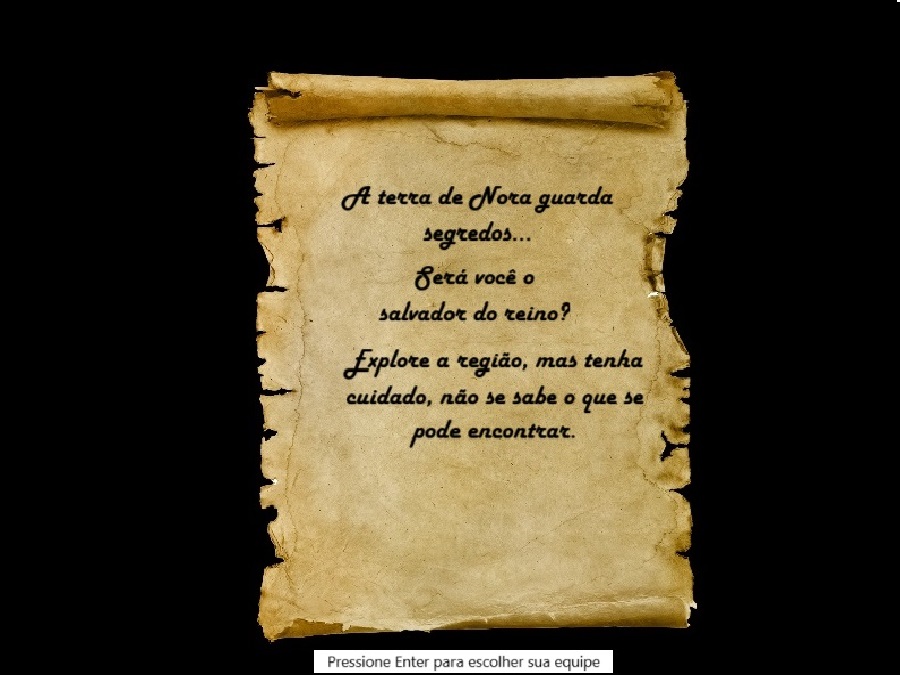 A terra de Nora guarda
segredos...
Será você o
salvador do reino?
Explore a região, mas tenha
cuidado, não se sabe o que se
pode encontrar.
Pressione Enter para escolher sua equipe